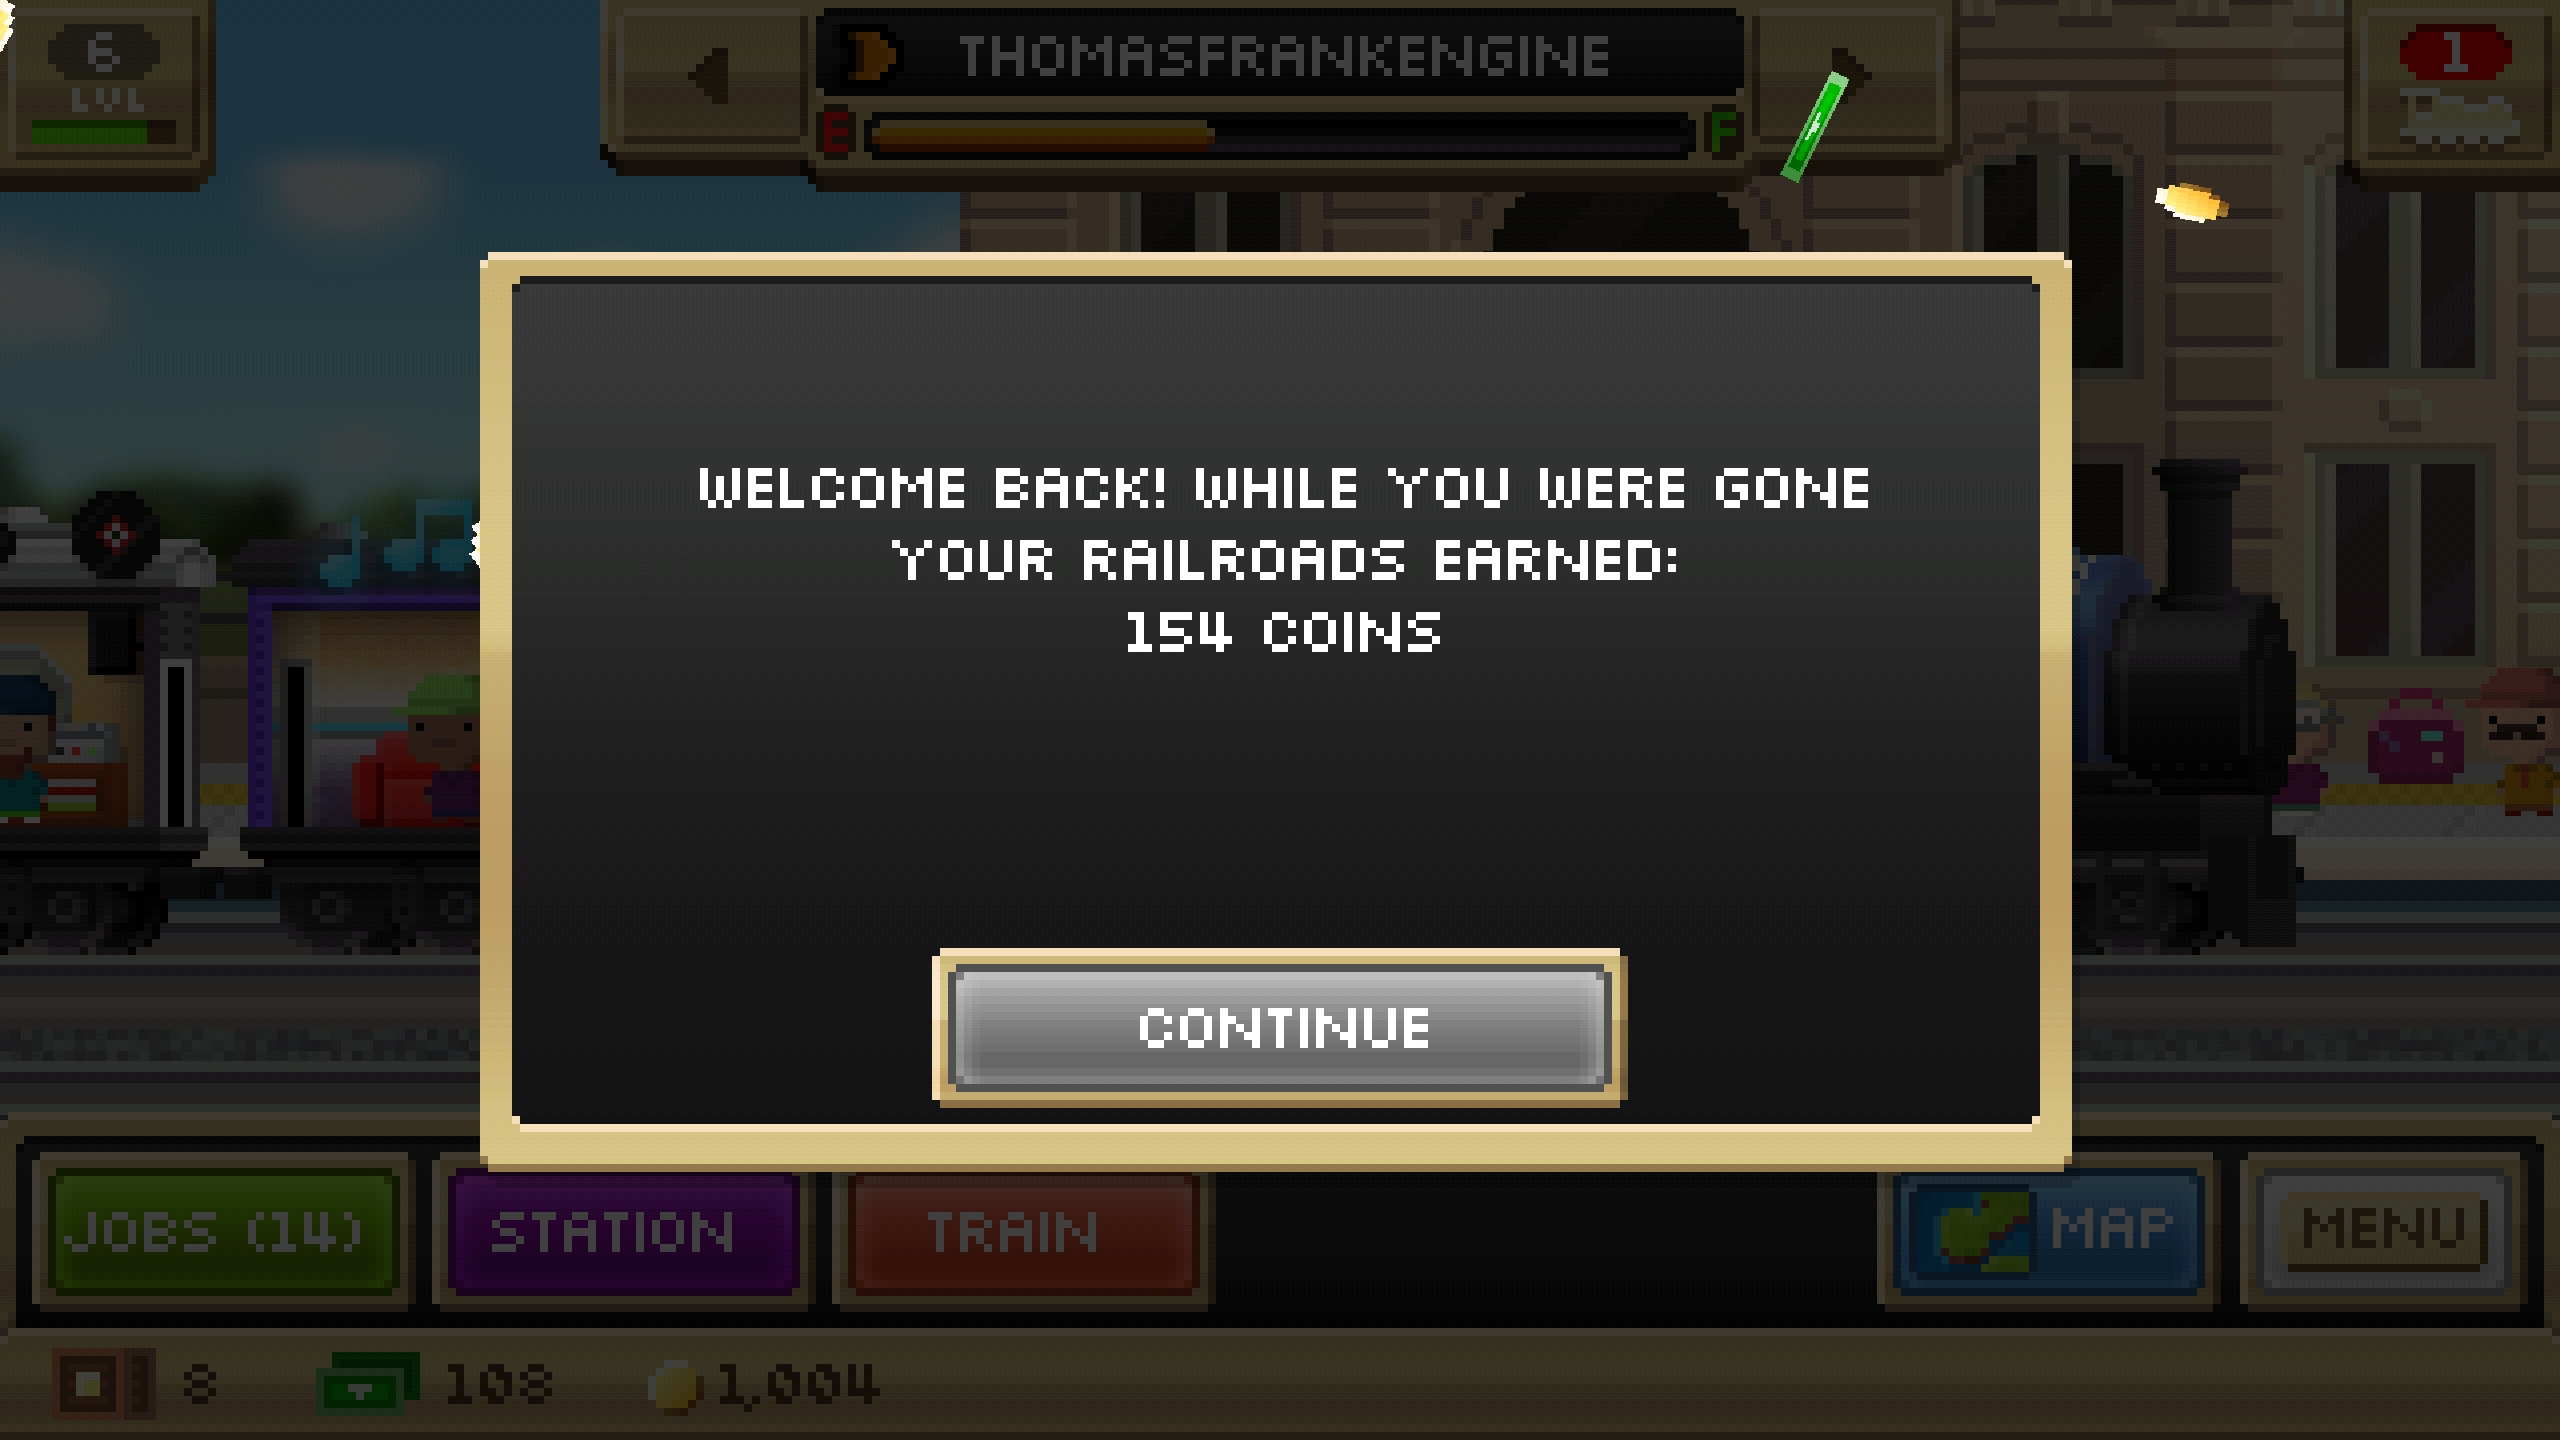 6
LVL
THOMASFRANKENGINE
E F
1
WELCOME BACK! WHILE YOU WERE GONE
YOUR RAILROADS EARNED:
154 COINS
CONTINUE
JOBS (14)
STATION
TRAIN
MAP
MENU
8
108
1,004